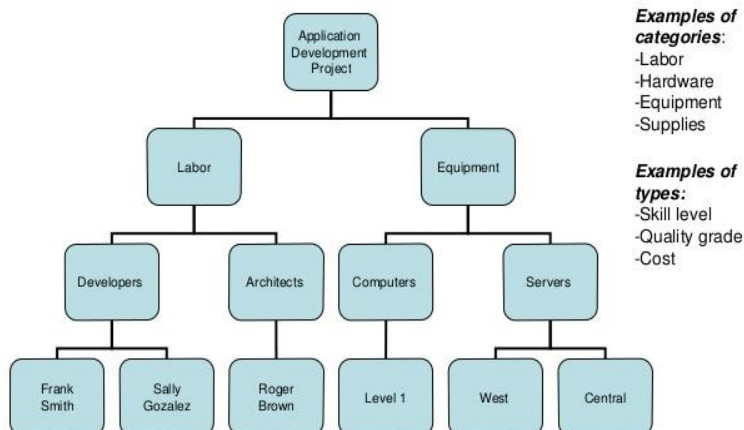 Application
Development
Project
Labor
Equipment
Developers
Architects
Computers
Servers
Frank
Smith
Sally
Gozalez
Roger
Brown
Level 1
West
Central
Examples of
categories:
-Labor
-Hardware
-Equipment
-Supplies
Examples of
types:
-Skill level
-Quality grade
-Cost